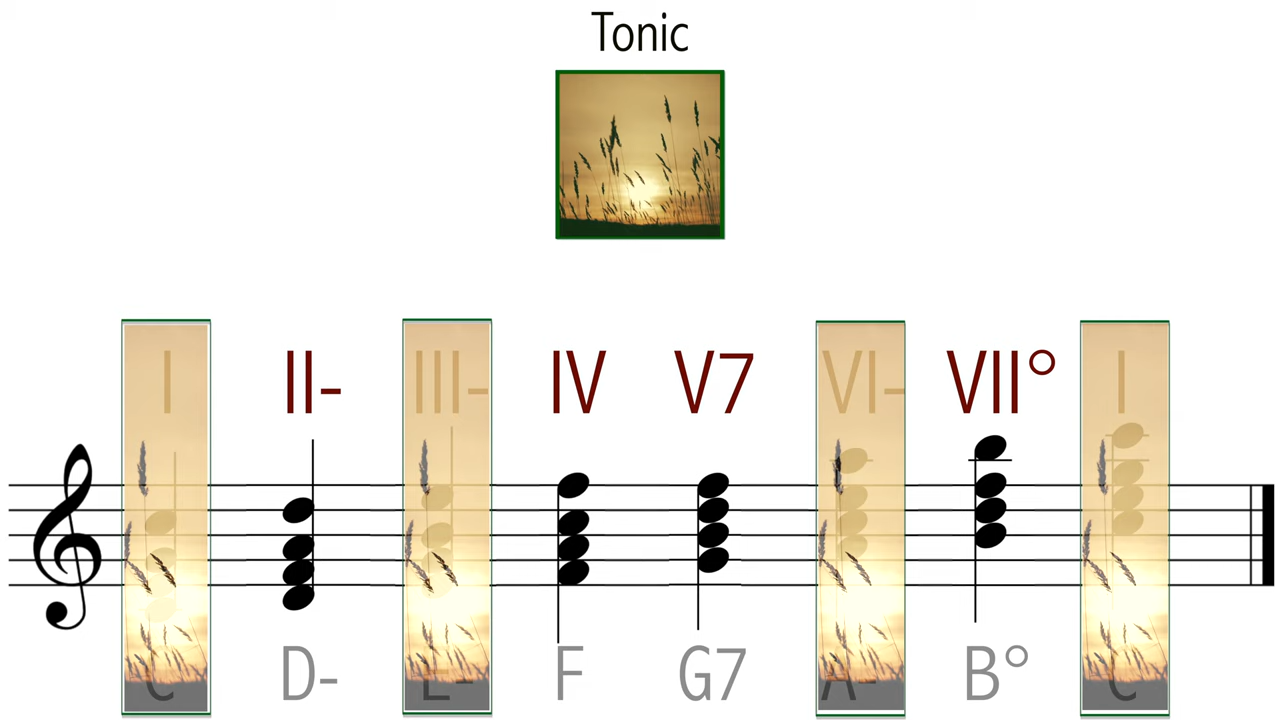 Tonic
I II- III- IV V7 VI- VII° I
C D- E- F G7 A- B° C